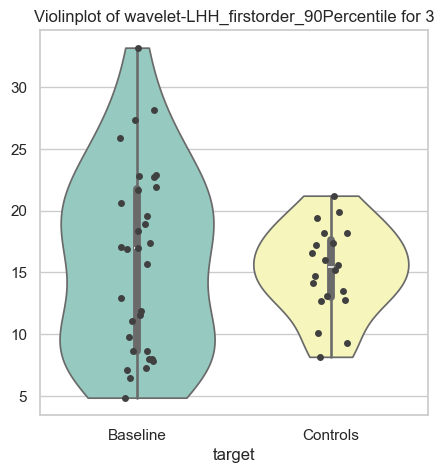 Violinplot of wavelet-LHH_firstorder_90Percentile for 3
30
25
20
15
10
5
Baseline
Controls
target